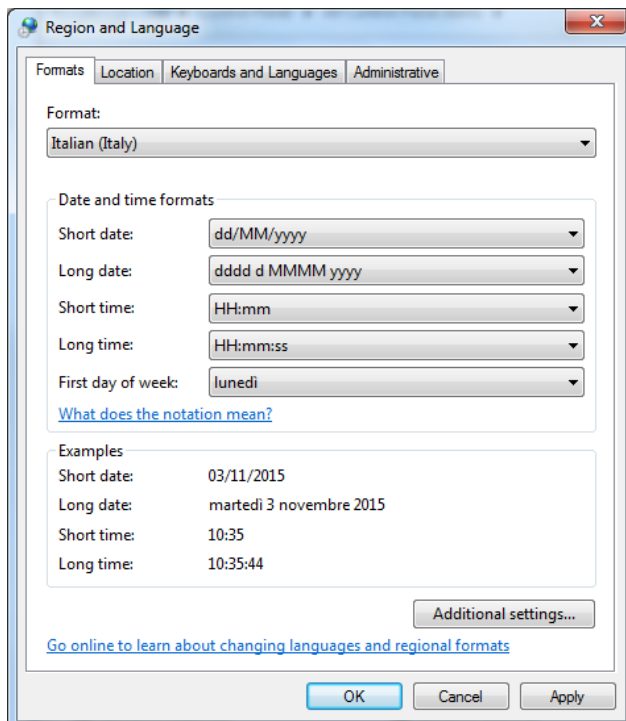 Region and Language
Formats Location Keyboards and Languages Administrative
Format:
Italian (Italy)
Date and time formats
Short date: dd/MM/yyyy
Long date: dddd d MMMM yyyy
Short time: HH:mm
Long time: HH:mm:ss
First day of week: lunedì
What does the notation mean?
Examples
Short date: 03/11/2015
Long date: martedì 3 novembre 2015
Short time: 10:35
Long time: 10:35:44
Additional settings...
Go online to learn about changing languages and regional formats
OK Cancel Apply